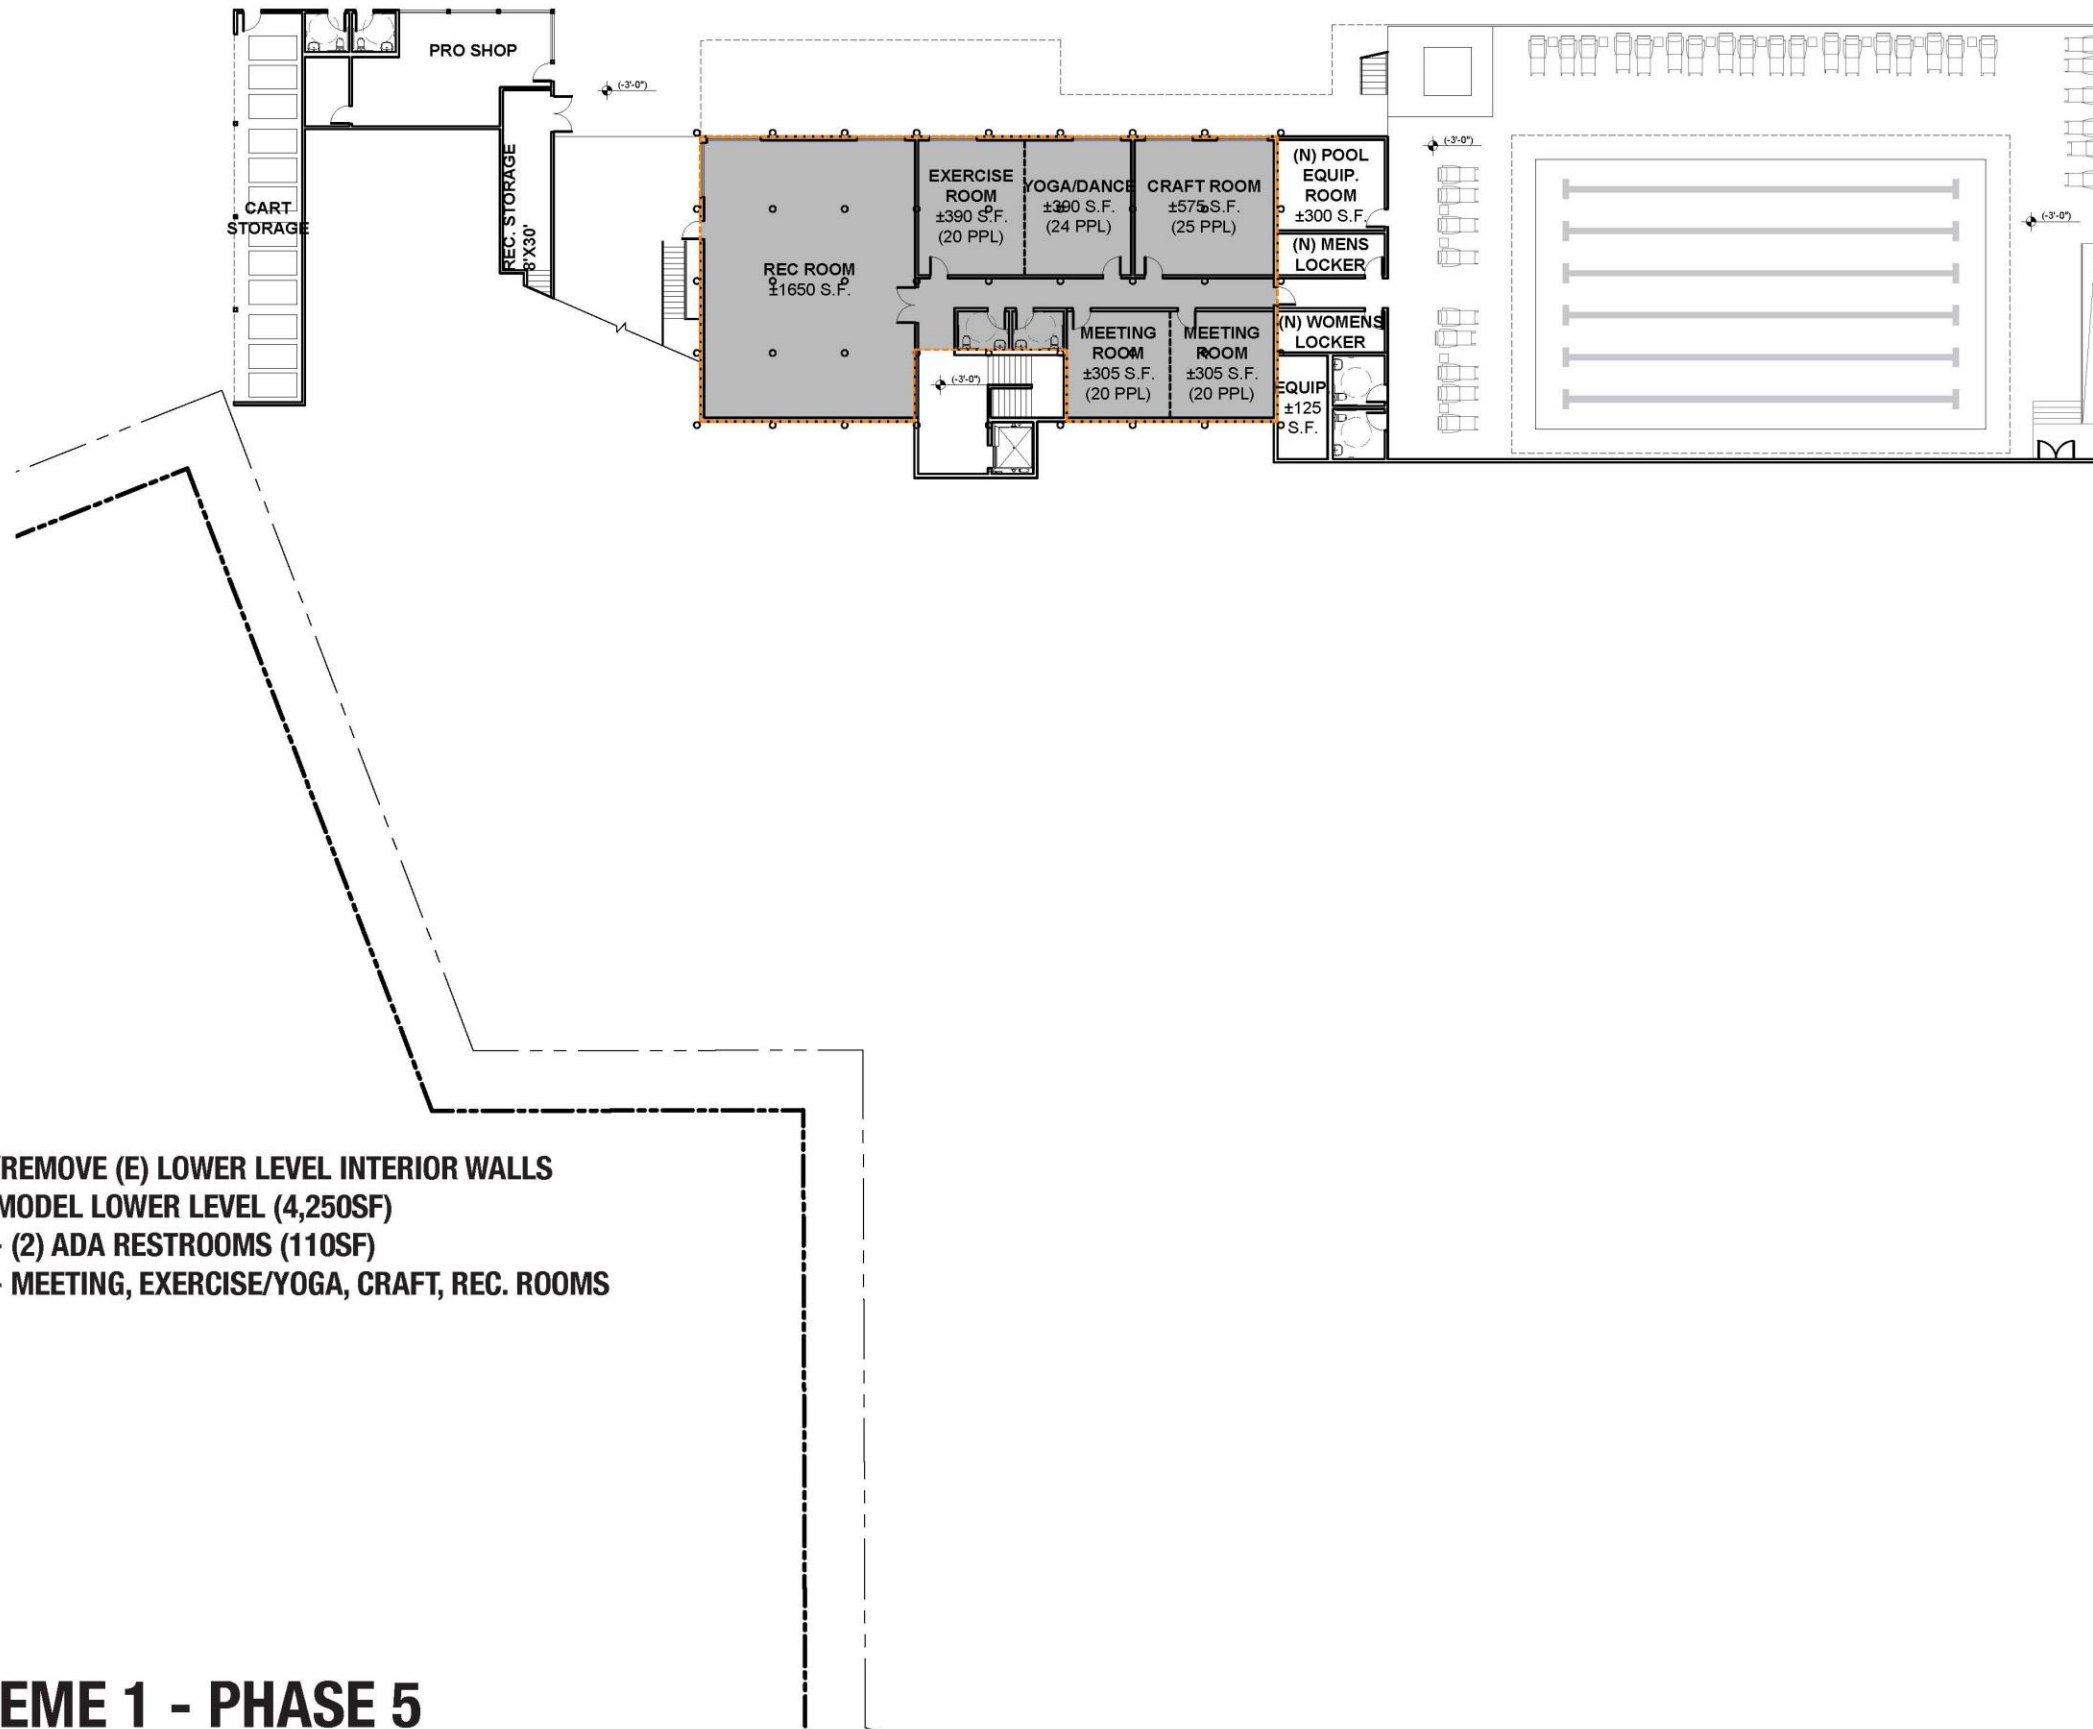 PRO SHOP
(-3'-0")
REC. STORAGE
8'X30'
CART
STORAGE
REC ROOM
±1650 S.F.
EXERCISE
ROOM
±390 S.F.
(20 PPL)
YOGA/DANCE
±390 S.F.
(24 PPL)
CRAFT ROOM
±575 S.F.
(25 PPL)
(N) POOL
EQUIP.
ROOM
±300 S.F.
(N) MENS
LOCKER
(-3'-0")
(-3'-0")
MEETING
ROOM
±305 S.F.
(20 PPL)
MEETING
ROOM
±305 S.F.
(20 PPL)
(N) WOMENS
LOCKER
EQUIP
±125
S.F.
(-3'-0")
REMOVE (E) LOWER LEVEL INTERIOR WALLS
MODEL LOWER LEVEL (4,250SF)
- (2) ADA RESTROOMS (110SF)
- MEETING, EXERCISE/YOGA, CRAFT, REC. ROOMS
EME 1 - PHASE 5